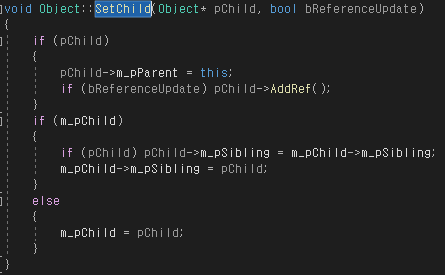 void Object::SetChild(Object* pChild, bool bReferenceUpdate)
{
if (pChild)
{
pChild->m_pParent = this;
if (bReferenceUpdate) pChild->AddRef();
}
if (m_pChild)
{
if (pChild) pChild->m_pSibling = m_pChild->m_pSibling;
m_pChild->m_pSibling = pChild;
}
else
{
m_pChild = pChild;
}
}